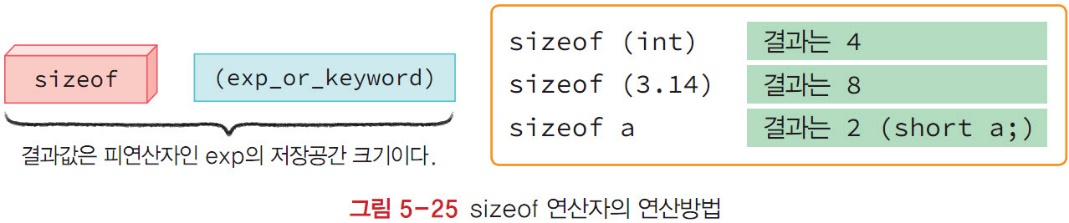 sizeof (exp_or_keyword)
결과값은 피연산자인 exp의 저장공간 크기이다.
sizeof (int) 결과는 4
sizeof (3.14) 결과는 8
sizeof a 결과는 2 (short a;)
그림 5-25 sizeof 연산자의 연산방법